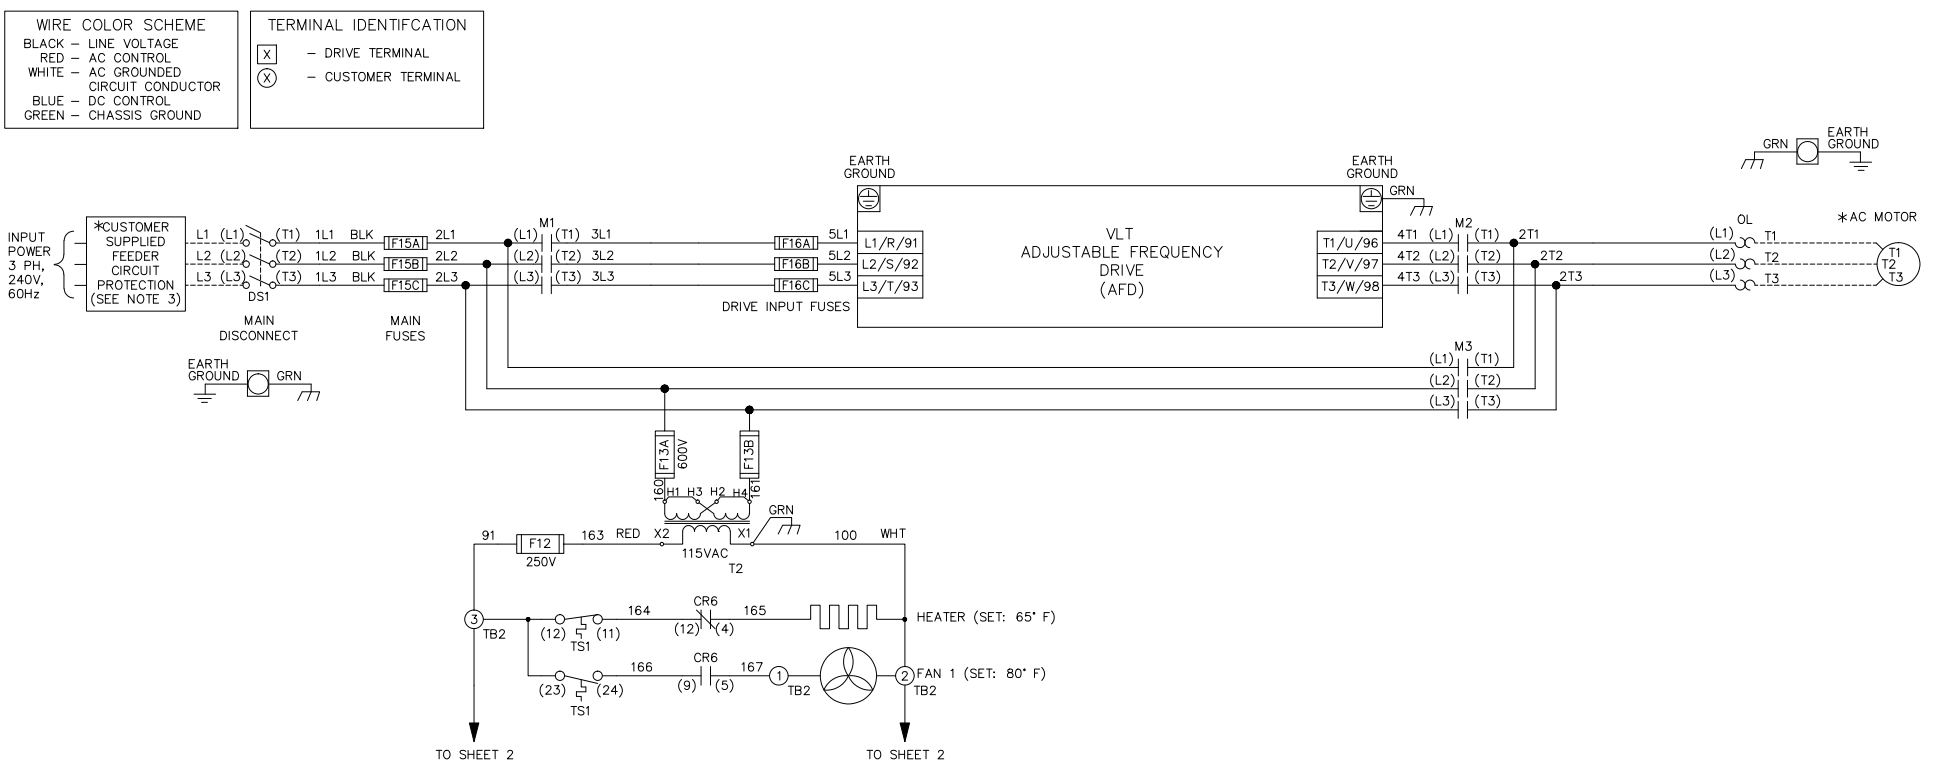 WIRE COLOR SCHEME
BLACK – LINE VOLTAGE
RED – AC CONTROL
WHITE – AC GROUNDED
CIRCUIT CONDUCTOR
BLUE – DC CONTROL
GREEN – CHASSIS GROUND
TERMINAL IDENTIFCATION
X – DRIVE TERMINAL
X – CUSTOMER TERMINAL
INPUT
POWER
3 PH,
240V,
60Hz
*CUSTOMER
SUPPLIED
FEEDER
CIRCUIT
PROTECTION
(SEE NOTE 3)
L1 (L1) (T1) 1L1 BLK F15A 2L1 (L1) M1 (T1) 3L1 F16A 5L1 L1/R/91
L2 (L2) (T2) 1L2 BLK F15B 2L2 (L2) (T2) 3L2 F16B 5L2 L2/S/92
L3 (L3) (T3) 1L3 BLK F15C 2L3 (L3) (T3) 3L3 F16C 5L3 L3/T/93
DS1
MAIN
DISCONNECT
MAIN
FUSES
DRIVE INPUT FUSES
EARTH
GROUND
GRN
EARTH
GROUND
VLT
ADJUSTABLE FREQUENCY
DRIVE
(AFD)
EARTH
GROUND
GRN
T1/U/96 4T1 (L1) M2 (T1) 2T1
T2/V/97 4T2 (L2) (T2) 2T2
T3/W/98 4T3 (L3) (T3) 2T3
GRN
EARTH
GROUND
OL
(L1) T1
(L2) T2
(L3) T3
*AC MOTOR
T1
T2
T3
M3
(L1) (T1)
(L2) (T2)
(L3) (T3)
F13A
600V
F13B
160
H1 H3 H2 H4
161
GRN
91 F12 163 RED X2 X1 100 WHT
250V
115VAC
T2
3
TB2
(12) (11)
TS1
164
CR6
(12) (4)
165
HEATER (SET: 65° F)
(23) (24)
TS1
166
CR6
(9) (5)
167
1
TB2
2
TB2
FAN 1 (SET: 80° F)
TO SHEET 2
TO SHEET 2